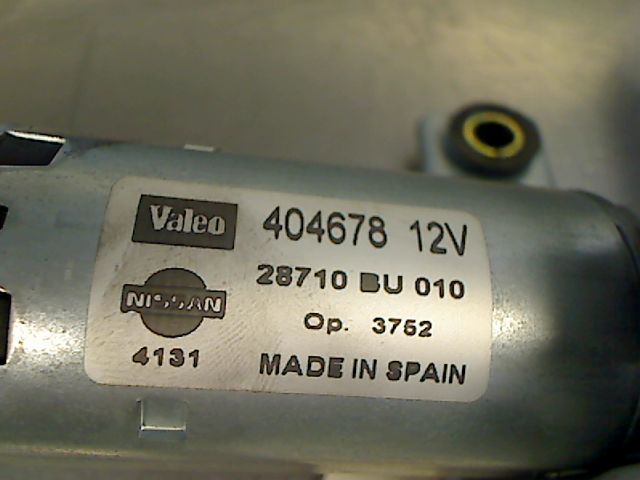 Valeo 404678 12V
28710 BU 010
NISSAN
Op. 3752
4131
MADE IN SPAIN